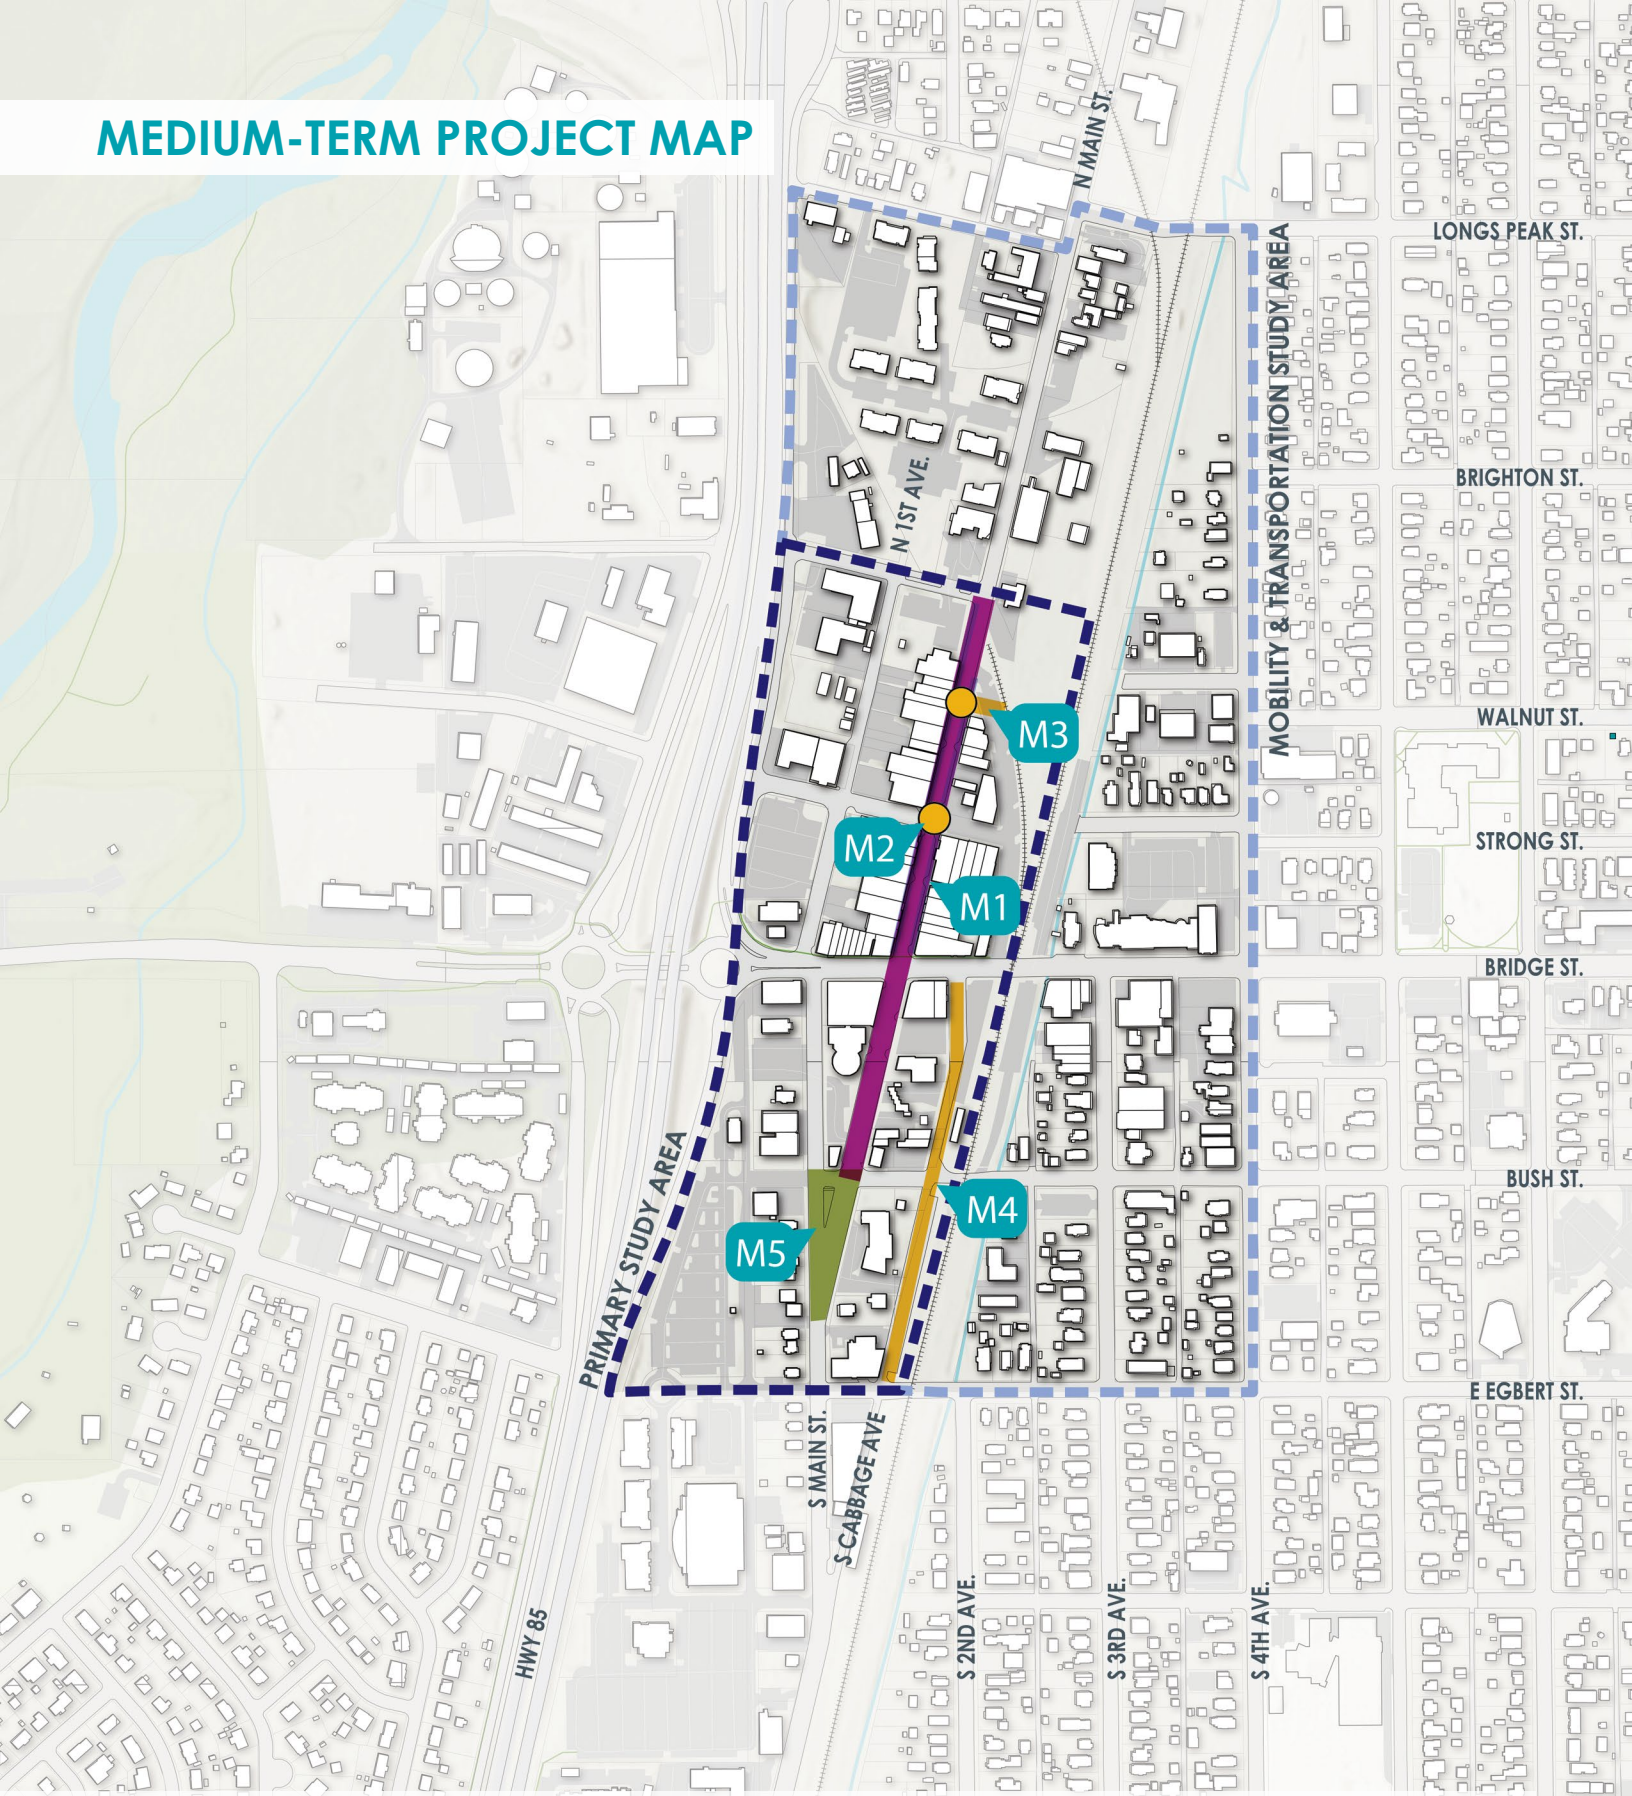 MEDIUM-TERM PROJECT MAP
N MAIN ST.
LONGS PEAK ST.
MOBILITY & TRANSPORTATION STUDY AREA
BRIGHTON ST.
N 1ST AVE.
WALNUT ST.
M3
STRONG ST.
M2
M1
BRIDGE ST.
BUSH ST.
M4
M5
PRIMARY STUDY AREA
E EGBERT ST.
S MAIN ST.
S CABBAGE AVE
HWY 85
S 2ND AVE.
S 3RD AVE.
S 4TH AVE.